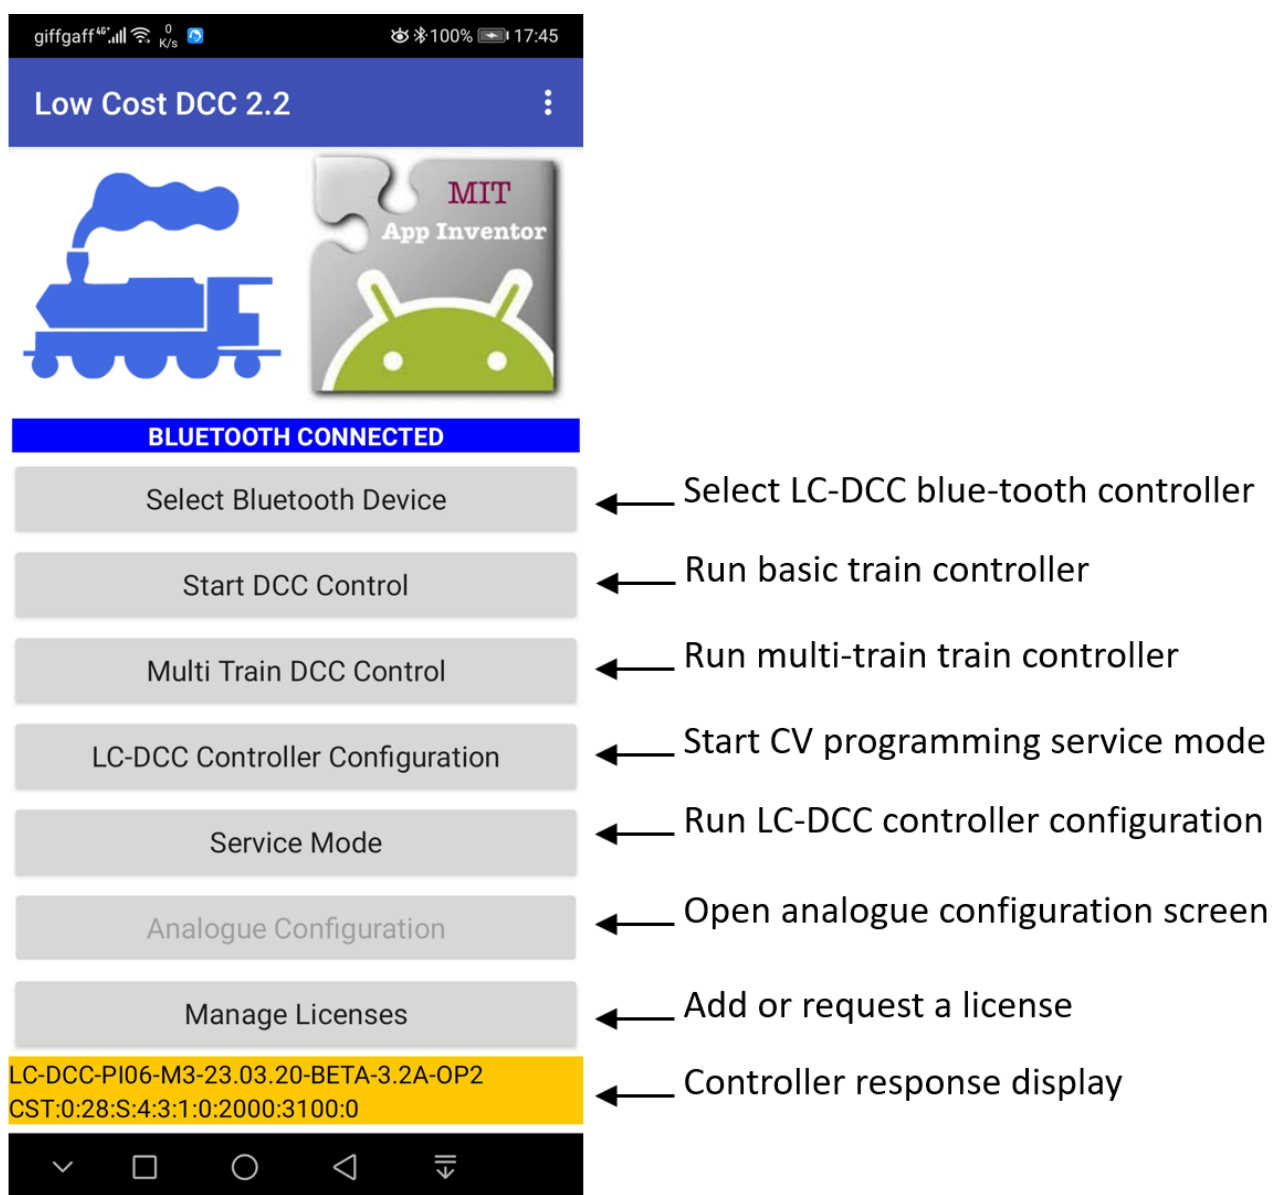 giffgaff 4G+ 0 K/s 100% 17:45
Low Cost DCC 2.2
MIT
App Inventor
BLUETOOTH CONNECTED
Select Bluetooth Device
Select LC-DCC blue-tooth controller
Start DCC Control
Run basic train controller
Multi Train DCC Control
Run multi-train train controller
LC-DCC Controller Configuration
Start CV programming service mode
Service Mode
Run LC-DCC controller configuration
Analogue Configuration
Open analogue configuration screen
Manage Licenses
Add or request a license
LC-DCC-PI06-M3-23.03.20-BETA-3.2A-OP2
CST:0:28:S:4:3:1:0:2000:3100:0
Controller response display